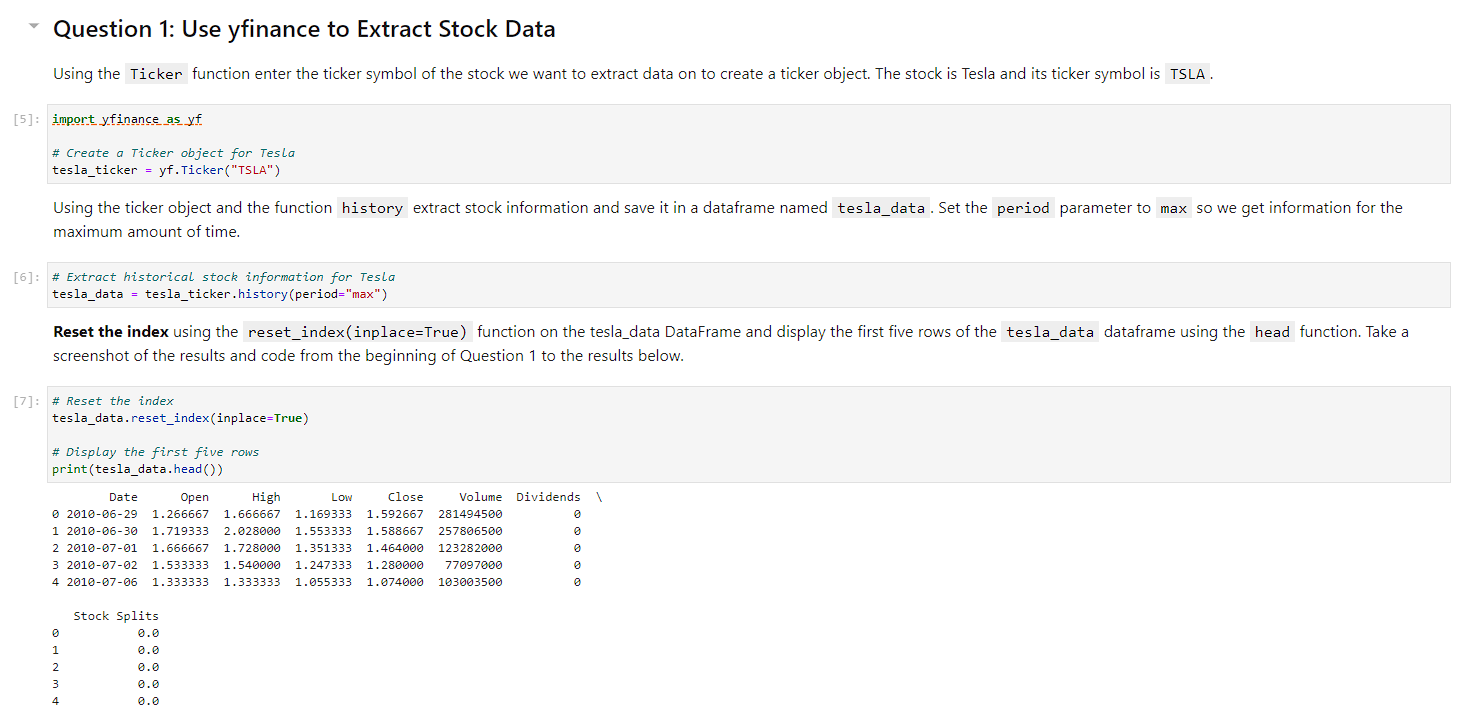 Question 1: Use yfinance to Extract Stock Data
Using the Ticker function enter the ticker symbol of the stock we want to extract data on to create a ticker object. The stock is Tesla and its ticker symbol is TSLA.
[5]: import yfinance as yf
# Create a Ticker object for Tesla
tesla_ticker = yf.Ticker("TSLA")
Using the ticker object and the function history extract stock information and save it in a dataframe named tesla_data. Set the period parameter to max so we get information for the
maximum amount of time.
[6]: # Extract historical stock information for Tesla
tesla_data = tesla_ticker.history(period="max")
Reset the index using the reset_index(inplace=True) function on the tesla_data DataFrame and display the first five rows of the tesla_data dataframe using the head function. Take a
screenshot of the results and code from the beginning of Question 1 to the results below.
[7]: # Reset the index
tesla_data.reset_index(inplace=True)
# Display the first five rows
print(tesla_data.head())
        Date      Open      High       Low     Close     Volume  Dividends  \
0 2010-06-29  1.266667  1.666667  1.169333  1.592667  281494500          0
1 2010-06-30  1.719333  2.028000  1.553333  1.588667  257806500          0
2 2010-07-01  1.666667  1.728000  1.351333  1.464000  123282000          0
3 2010-07-02  1.533333  1.540000  1.247333  1.280000   77097000          0
4 2010-07-06  1.333333  1.333333  1.055333  1.074000  103003500          0
   Stock Splits
0           0.0
1           0.0
2           0.0
3           0.0
4           0.0